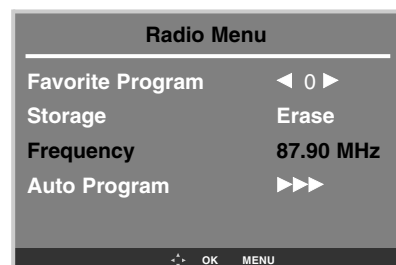 Radio Menu
Favorite Program ◀ 0 ▶
Storage Erase
Frequency 87.90 MHz
Auto Program ▶▶▶
OK MENU